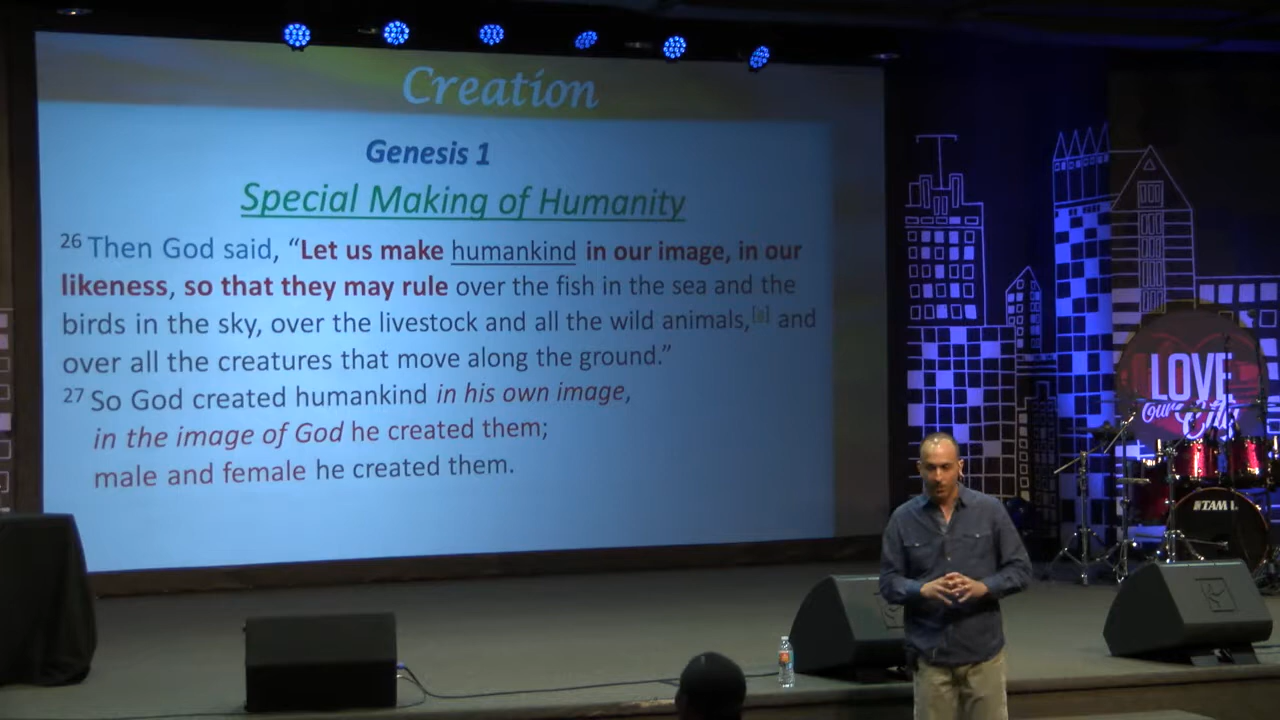 Creation
Genesis 1
Special Making of Humanity
26 Then God said, “Let us make humankind in our image, in our
likeness, so that they may rule over the fish in the sea and the
birds in the sky, over the livestock and all the wild animals,[a] and
over all the creatures that move along the ground.”
27 So God created humankind in his own image,
in the image of God he created them;
male and female he created them.
LOVE
Our City
TAMA